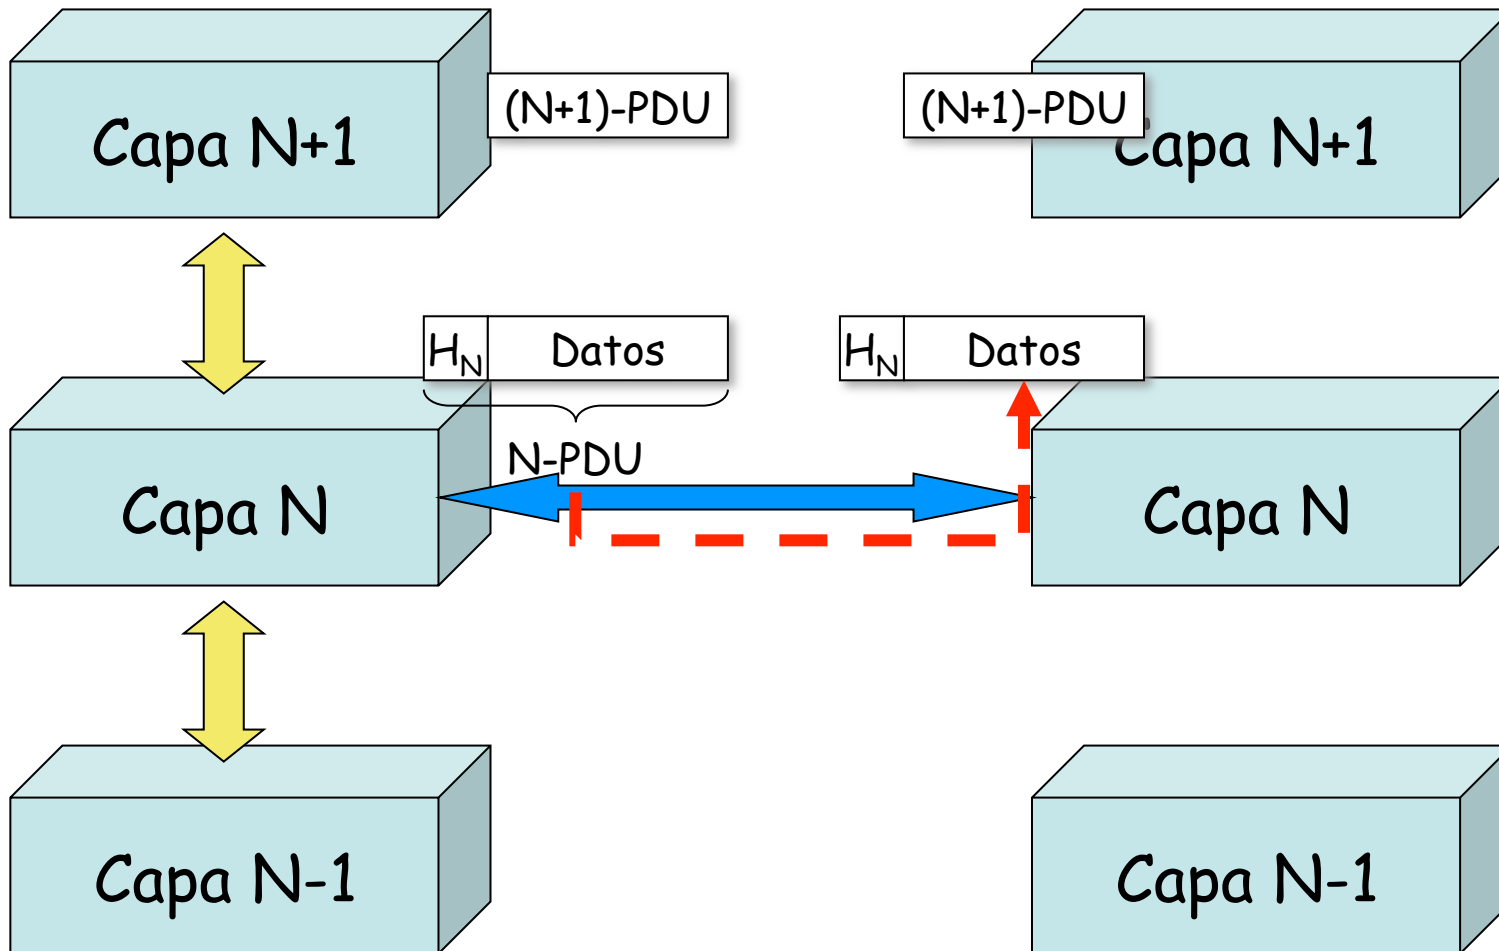 Capa N+1
(N+1)-PDU
(N+1)-PDU
Capa N+1
HN
Datos
HN
Datos
N-PDU
Capa N
Capa N
Capa N-1
Capa N-1